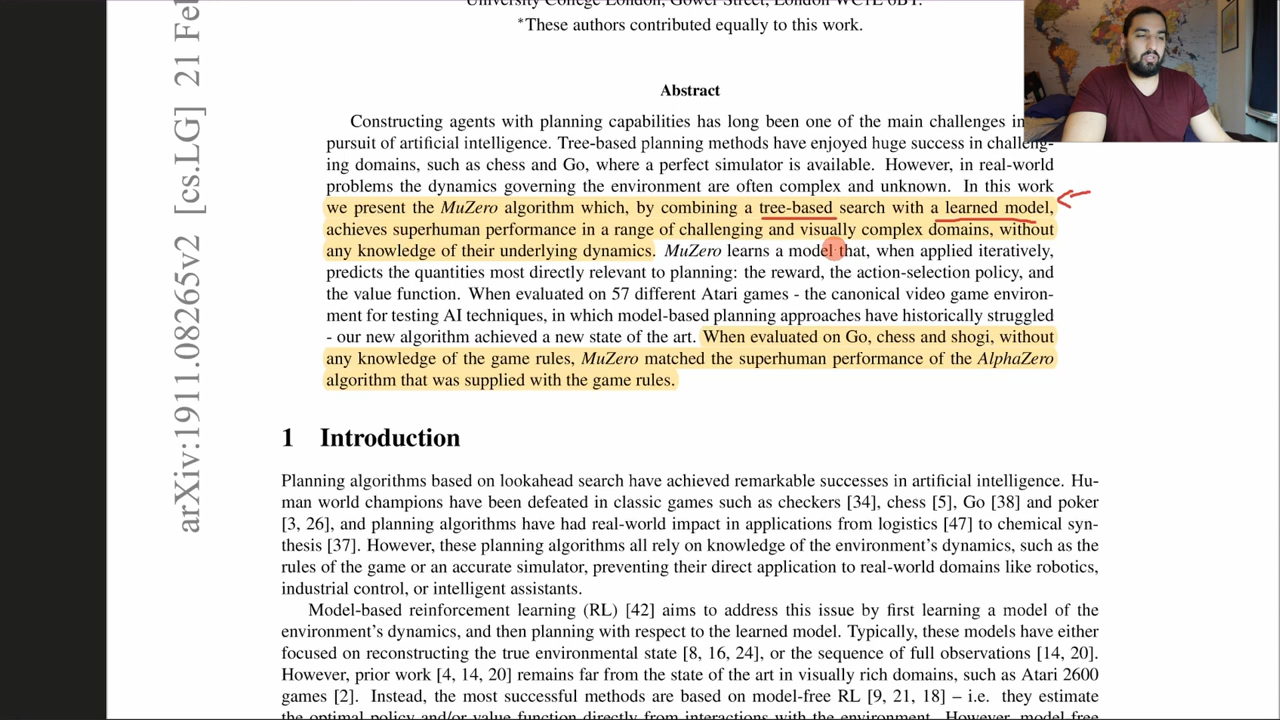 University College London, Gower Street, London WC1E 6BT.
*These authors contributed equally to this work.
Abstract
Constructing agents with planning capabilities has long been one of the main challenges in
pursuit of artificial intelligence. Tree-based planning methods have enjoyed huge success in challeng-
ing domains, such as chess and Go, where a perfect simulator is available. However, in real-world
problems the dynamics governing the environment are often complex and unknown. In this work
we present the MuZero algorithm which, by combining a tree-based search with a learned model,
achieves superhuman performance in a range of challenging and visually complex domains, without
any knowledge of their underlying dynamics. MuZero learns a model that, when applied iteratively,
predicts the quantities most directly relevant to planning: the reward, the action-selection policy, and
the value function. When evaluated on 57 different Atari games - the canonical video game environ-
ment for testing AI techniques, in which model-based planning approaches have historically struggled
- our new algorithm achieved a new state of the art. When evaluated on Go, chess and shogi, without
any knowledge of the game rules, MuZero matched the superhuman performance of the AlphaZero
algorithm that was supplied with the game rules.
arXiv:1911.08265v2 [cs.LG] 21 Feb
1 Introduction
Planning algorithms based on lookahead search have achieved remarkable successes in artificial intelligence. Hu-
man world champions have been defeated in classic games such as checkers [34], chess [5], Go [38] and poker
[3, 26], and planning algorithms have had real-world impact in applications from logistics [47] to chemical syn-
thesis [37]. However, these planning algorithms all rely on knowledge of the environment's dynamics, such as the
rules of the game or an accurate simulator, preventing their direct application to real-world domains like robotics,
industrial control, or intelligent assistants.
Model-based reinforcement learning (RL) [42] aims to address this issue by first learning a model of the
environment's dynamics, and then planning with respect to the learned model. Typically, these models have either
focused on reconstructing the true environmental state [8, 16, 24], or the sequence of full observations [14, 20].
However, prior work [4, 14, 20] remains far from the state of the art in visually rich domains, such as Atari 2600
games [2]. Instead, the most successful methods are based on model-free RL [9, 21, 18] – i.e. they estimate
the optimal policy and/or value function directly from interactions with the environment. However, model-free